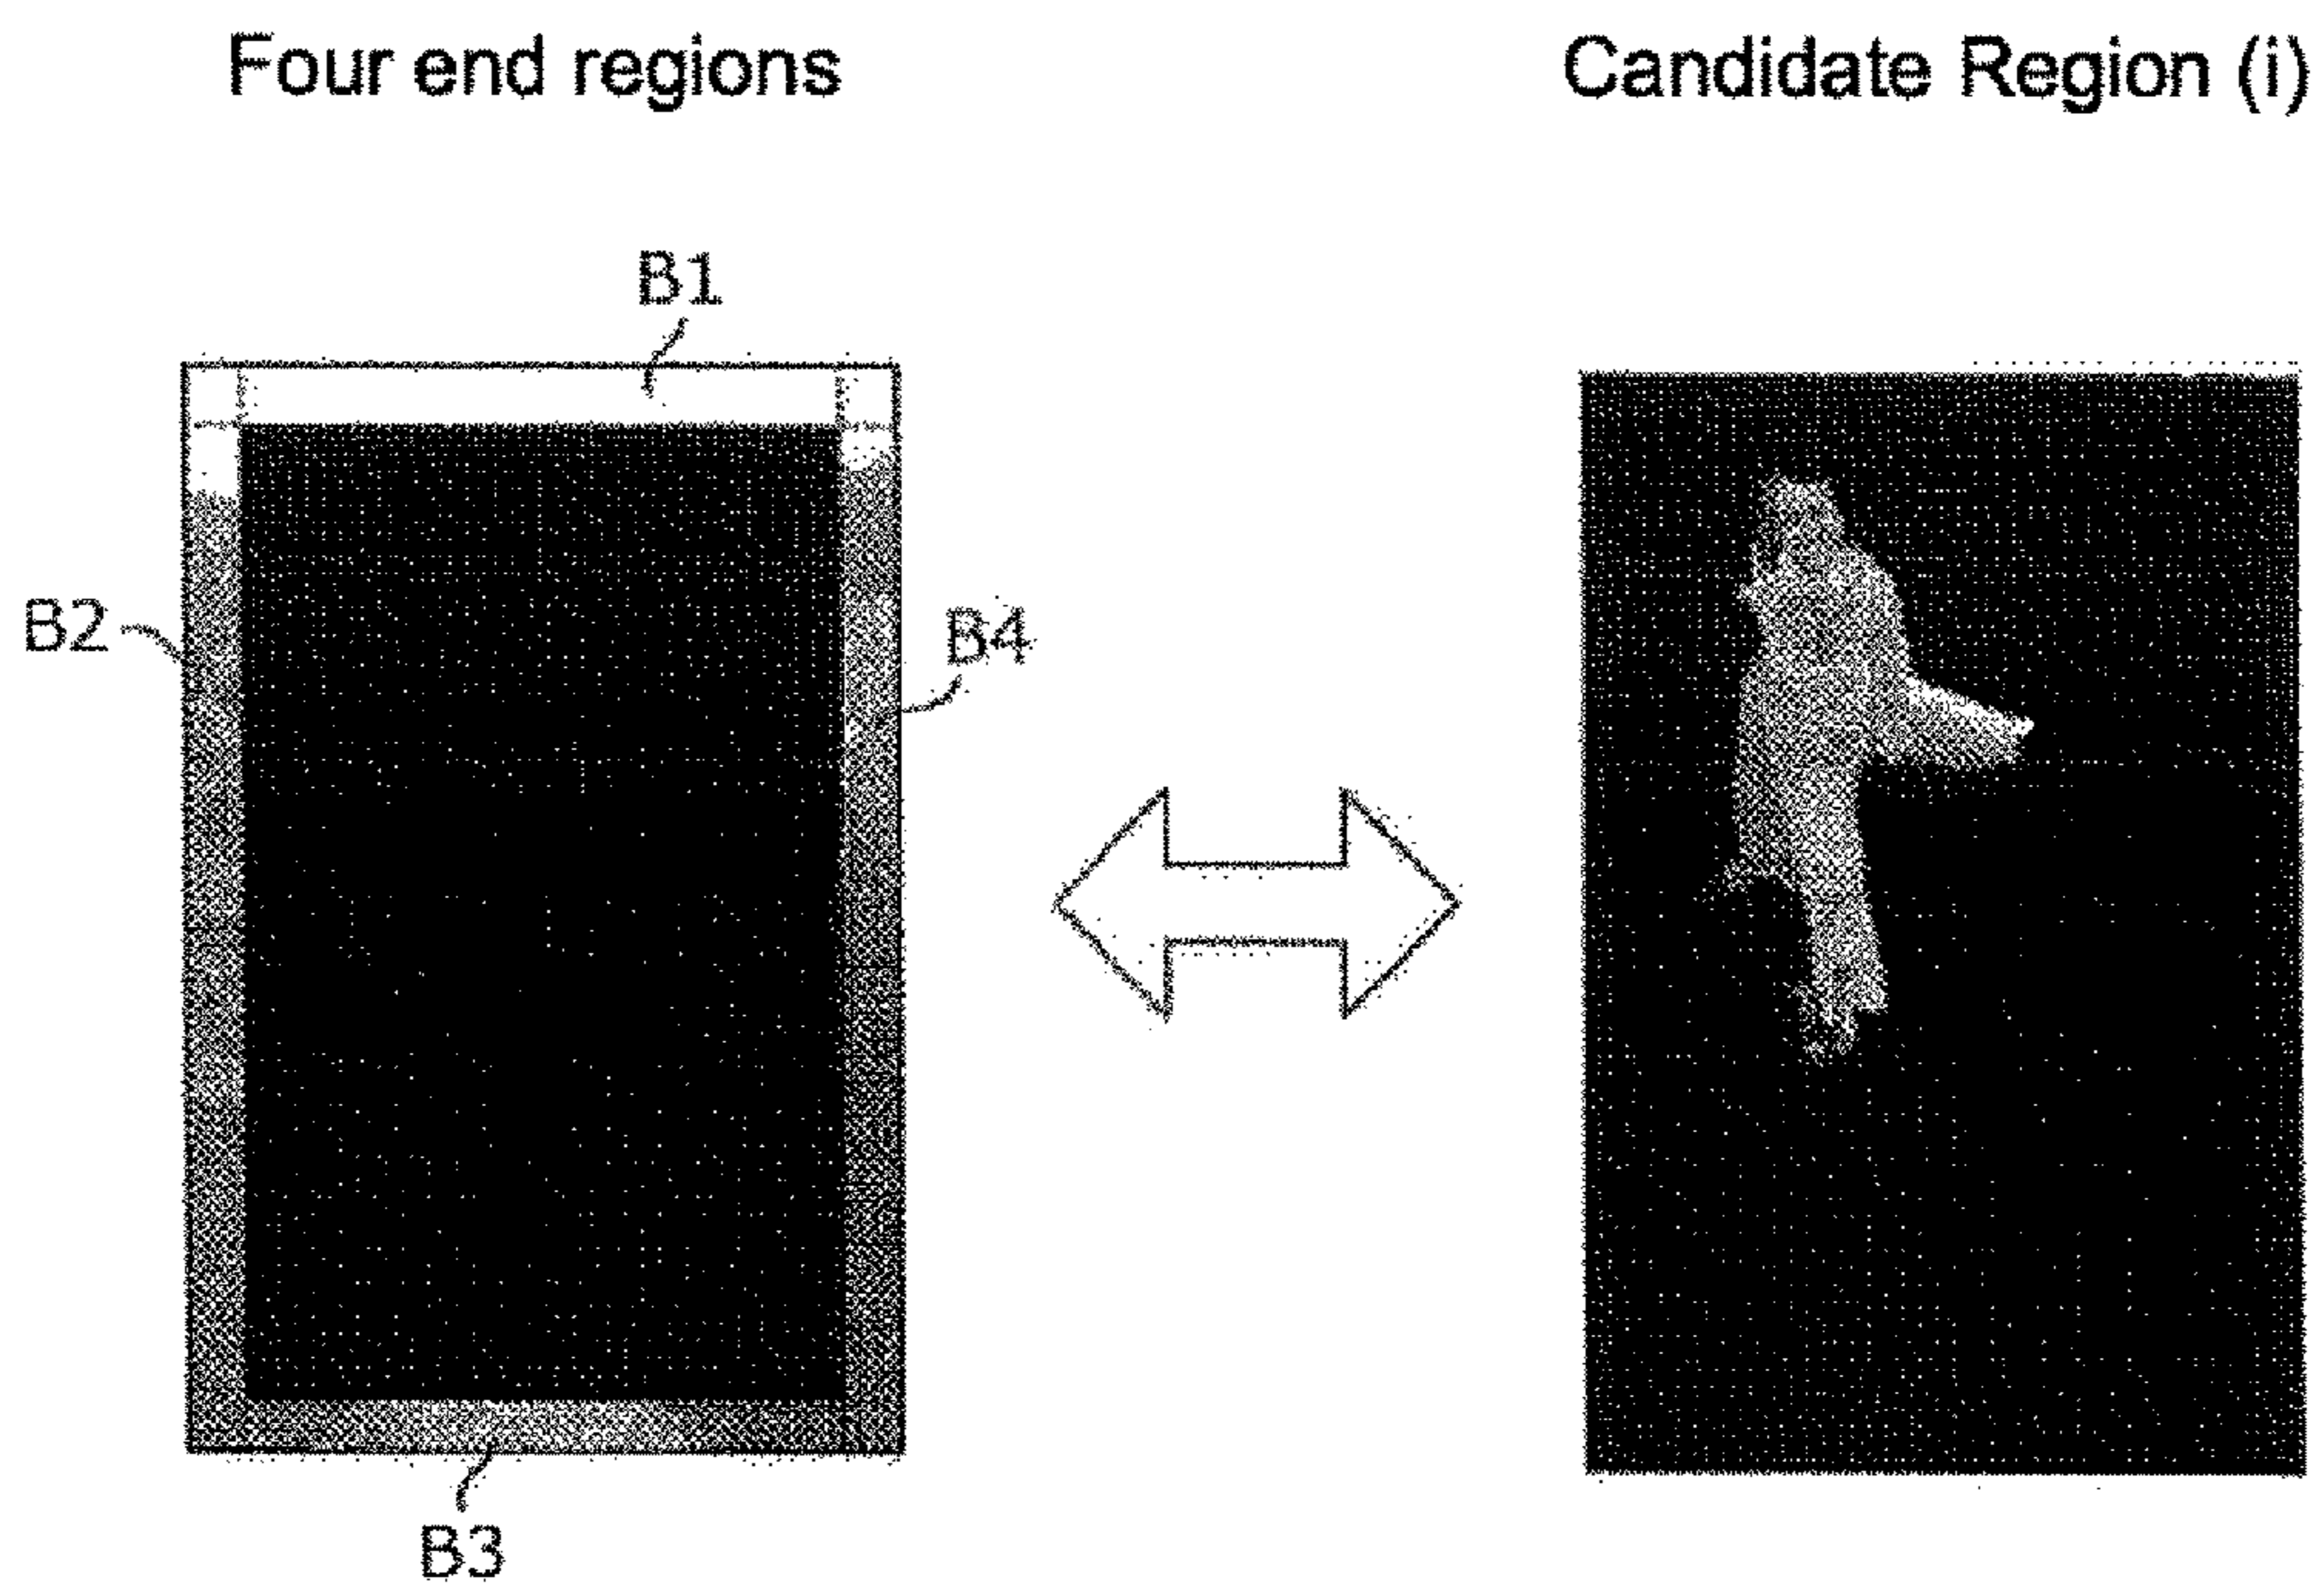 Four end regions
Candidate Region (i)
B1
B2
B4
B3